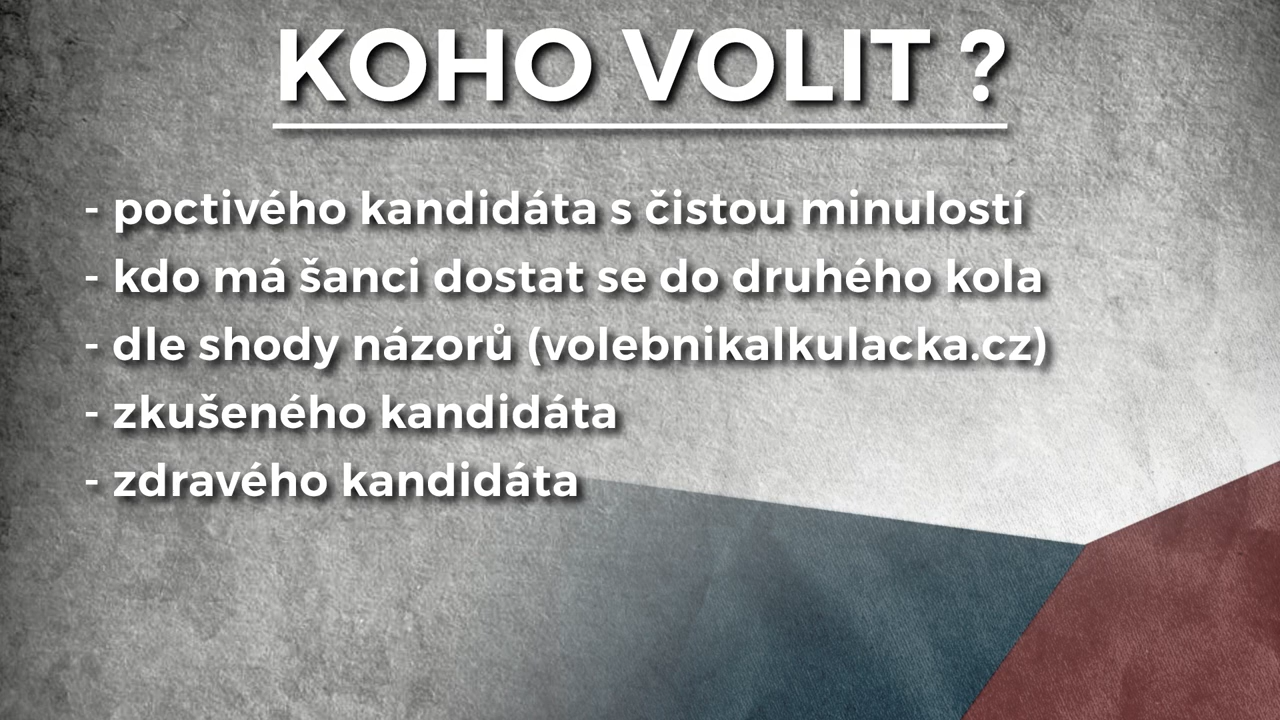 KOHO VOLIT ?
- poctivého kandidáta s čistou minulostí
- kdo má šanci dostat se do druhého kola
- dle shody názorů (volebnikalkulacka.cz)
- zkušeného kandidáta
- zdravého kandidáta